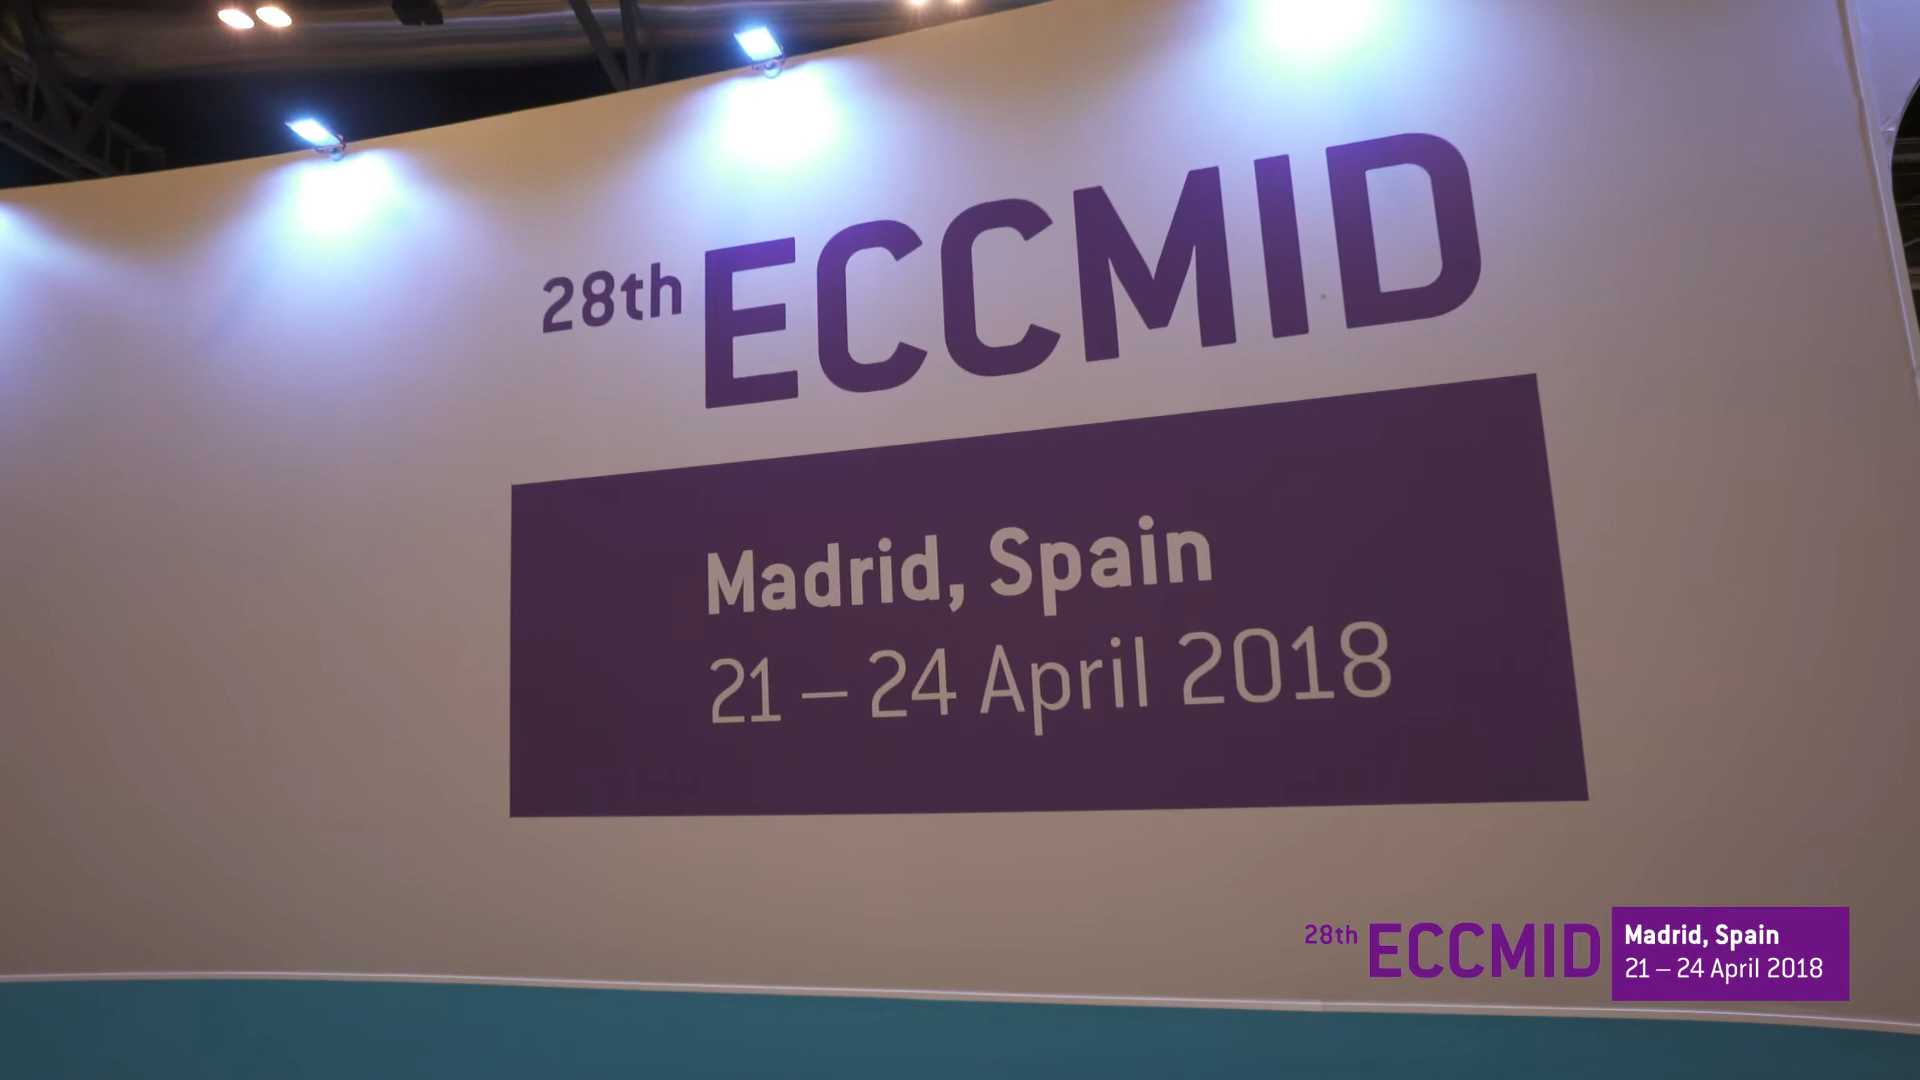 28th ECCMID
Madrid, Spain
21 – 24 April 2018
28th ECCMID
Madrid, Spain
21 – 24 April 2018